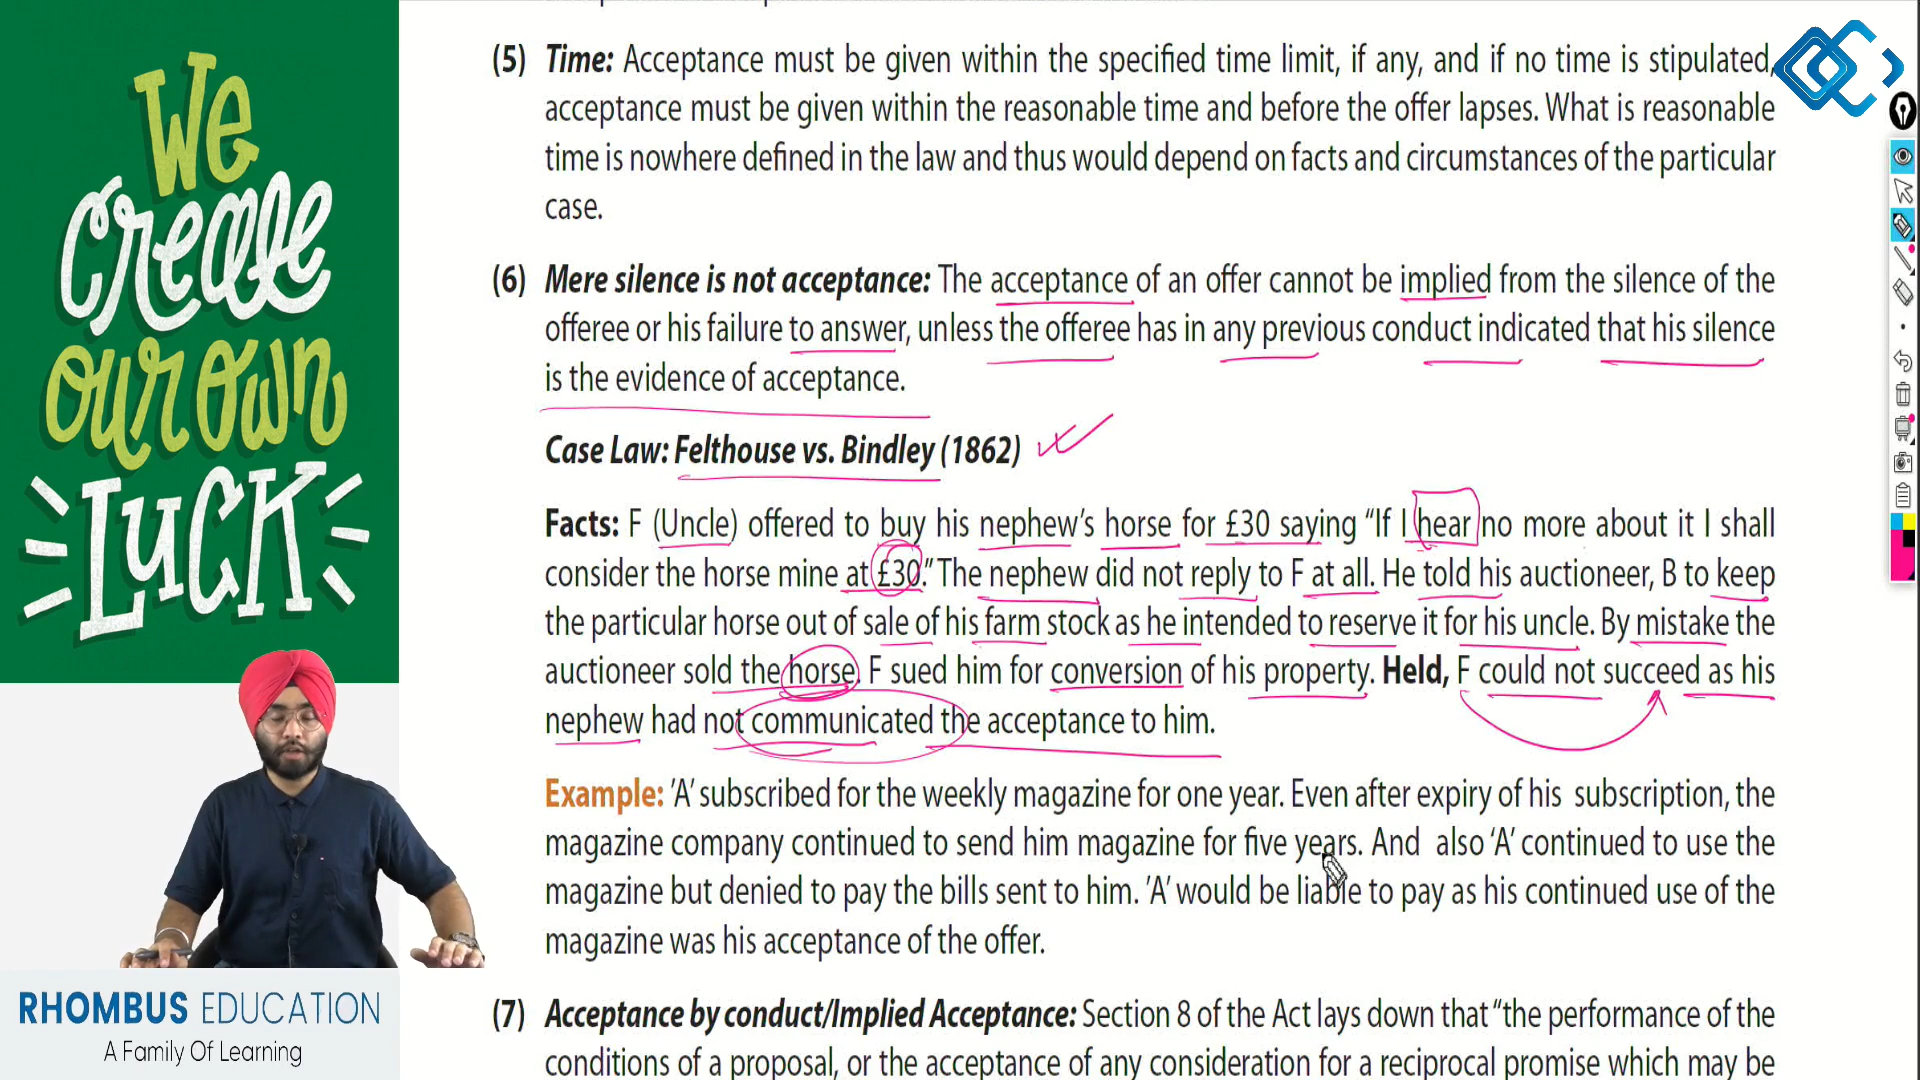 We
create
our own
LUCK
RHOMBUS EDUCATION
A Family Of Learning
(5) Time: Acceptance must be given within the specified time limit, if any, and if no time is stipulated,
acceptance must be given within the reasonable time and before the offer lapses. What is reasonable
time is nowhere defined in the law and thus would depend on facts and circumstances of the particular
case.
(6) Mere silence is not acceptance: The acceptance of an offer cannot be implied from the silence of the
offeree or his failure to answer, unless the offeree has in any previous conduct indicated that his silence
is the evidence of acceptance.
Case Law: Felthouse vs. Bindley (1862)
Facts: F (Uncle) offered to buy his nephew's horse for £30 saying "If I hear no more about it I shall
consider the horse mine at £30." The nephew did not reply to F at all. He told his auctioneer, B to keep
the particular horse out of sale of his farm stock as he intended to reserve it for his uncle. By mistake the
auctioneer sold the horse. F sued him for conversion of his property. Held, F could not succeed as his
nephew had not communicated the acceptance to him.
Example: 'A' subscribed for the weekly magazine for one year. Even after expiry of his subscription, the
magazine company continued to send him magazine for five years. And also 'A' continued to use the
magazine but denied to pay the bills sent to him. 'A' would be liable to pay as his continued use of the
magazine was his acceptance of the offer.
(7) Acceptance by conduct/Implied Acceptance: Section 8 of the Act lays down that "the performance of the
conditions of a proposal, or the acceptance of any consideration for a reciprocal promise which may be